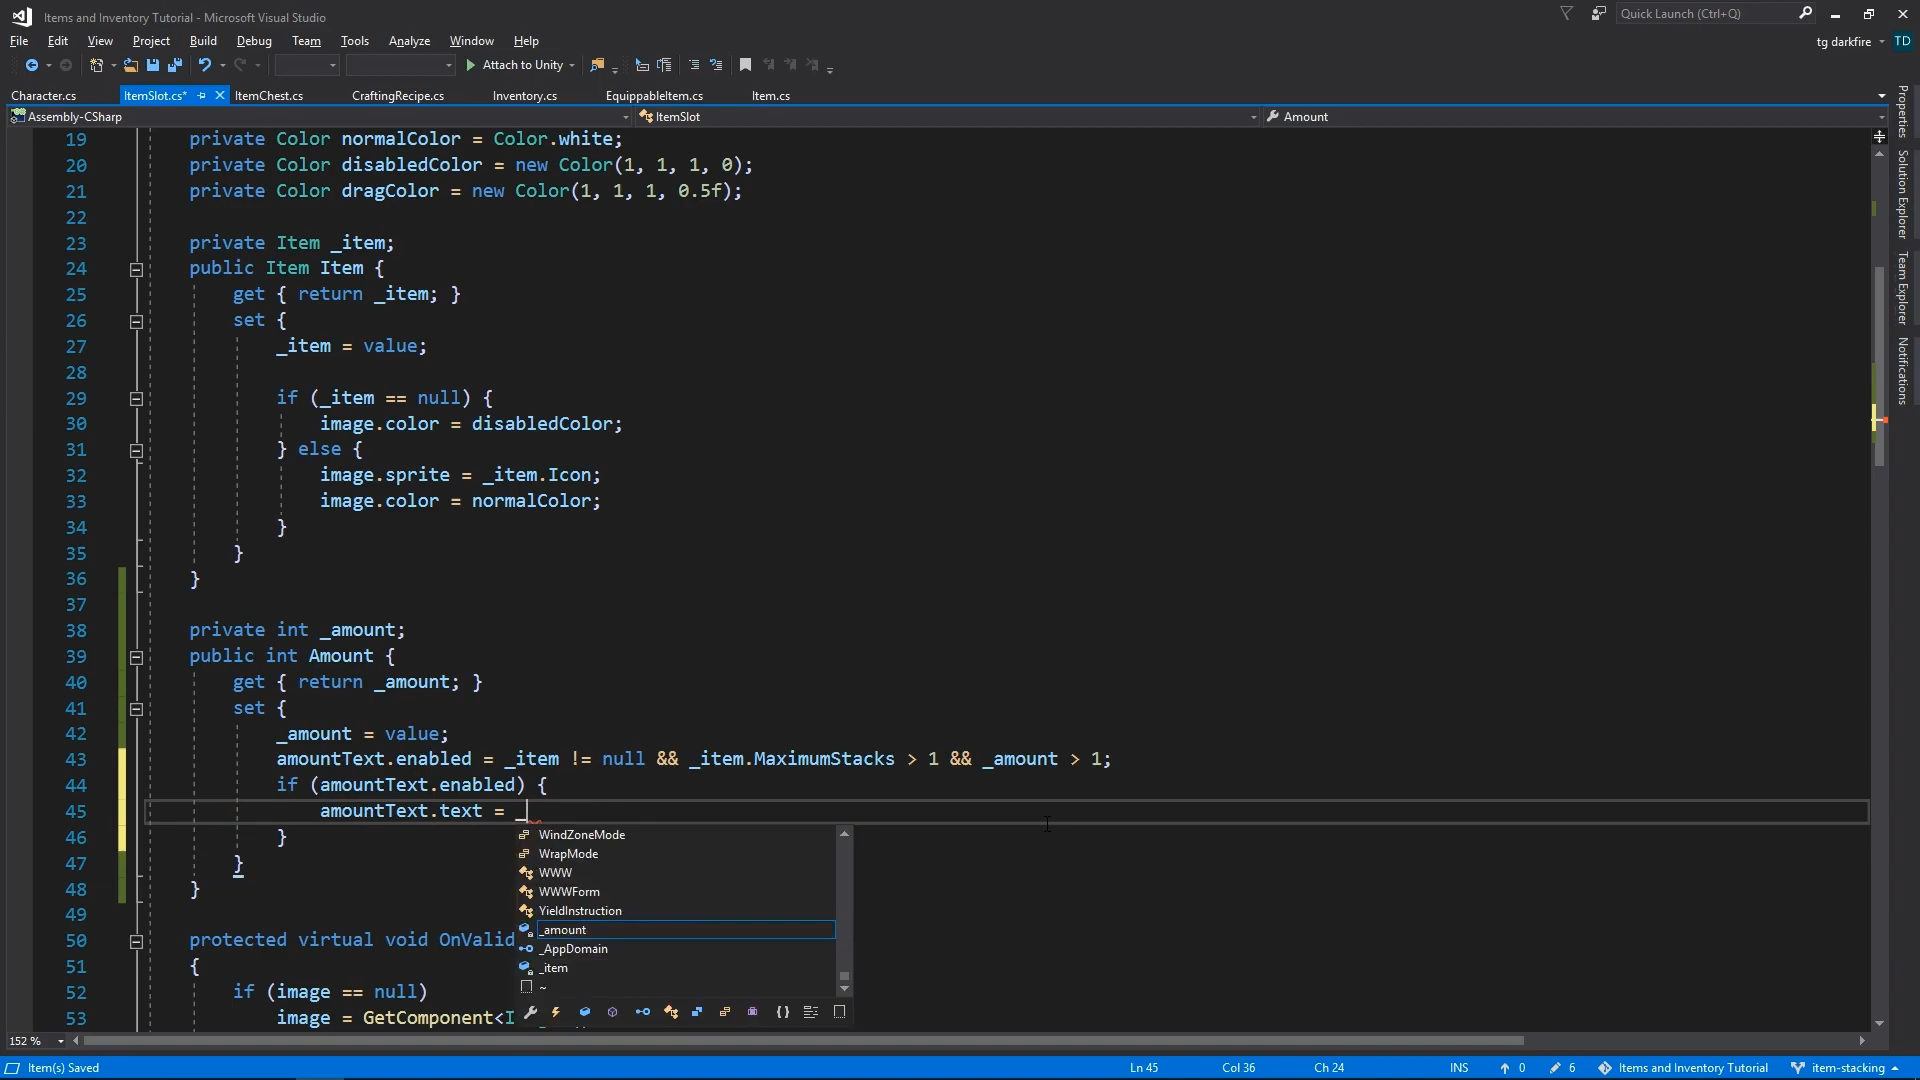 Items and Inventory Tutorial - Microsoft Visual Studio
Quick Launch (Ctrl+Q)
File Edit View Project Build Debug Team Tools Analyze Window Help
tg darkfire TD
Attach to Unity
Character.cs ItemSlot.cs* ItemChest.cs CraftingRecipe.cs Inventory.cs EquippableItem.cs Item.cs
Assembly-CSharp ItemSlot Amount
19 private Color normalColor = Color.white;
20 private Color disabledColor = new Color(1, 1, 1, 0);
21 private Color dragColor = new Color(1, 1, 1, 0.5f);
22
23 private Item _item;
24 public Item Item {
25 get { return _item; }
26 set {
27 _item = value;
28
29 if (_item == null) {
30 image.color = disabledColor;
31 } else {
32 image.sprite = _item.Icon;
33 image.color = normalColor;
34 }
35 }
36 }
37
38 private int _amount;
39 public int Amount {
40 get { return _amount; }
41 set {
42 _amount = value;
43 amountText.enabled = _item != null && _item.MaximumStacks > 1 && _amount > 1;
44 if (amountText.enabled) {
45 amountText.text = _
46 }
47 }
48 }
49
50 protected virtual void OnValid
51 {
52 if (image == null)
53 image = GetComponent<I
WindZoneMode
WrapMode
WWW
WWWForm
YieldInstruction
_amount
_AppDomain
_item
~
Properties
Solution Explorer
Team Explorer
Notifications
152 %
Item(s) Saved Ln 45 Col 36 Ch 24 INS 0 6 Items and Inventory Tutorial item-stacking